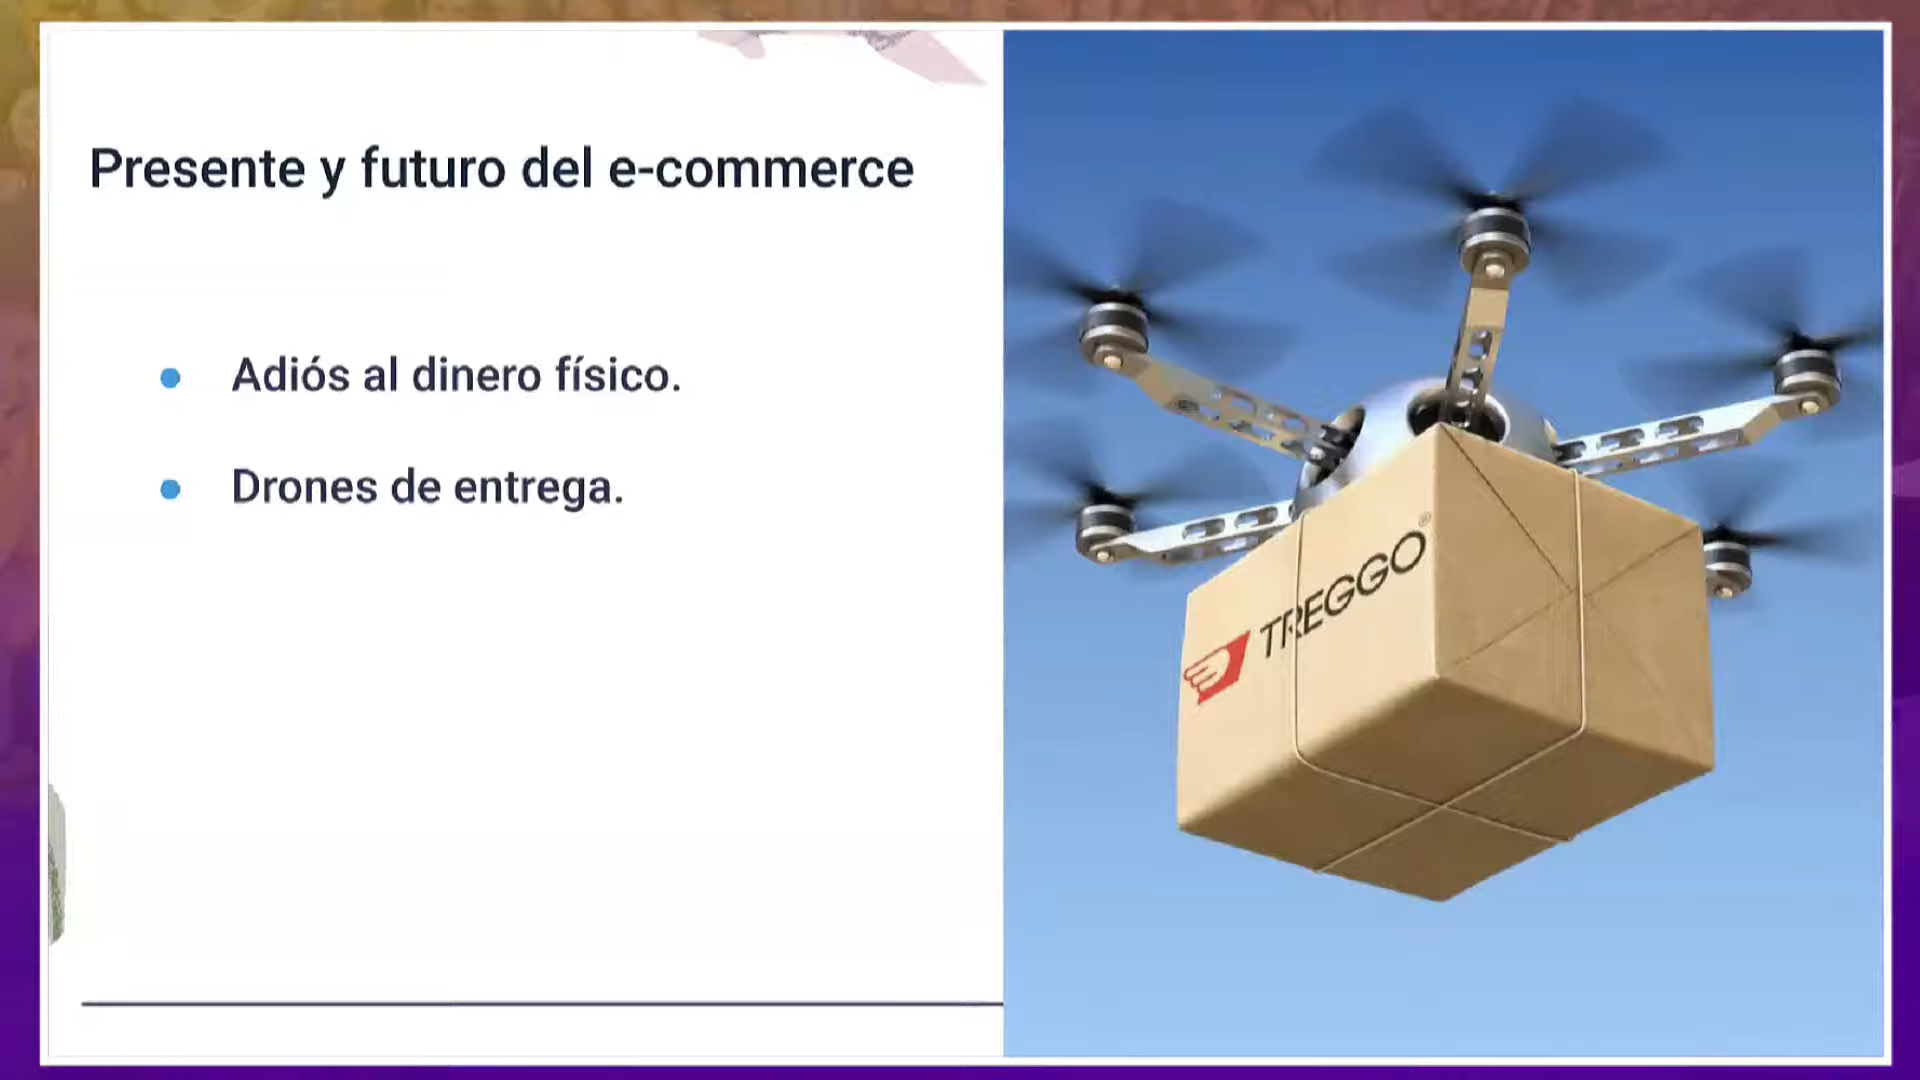 Presente y futuro del e-commerce
Adiós al dinero físico.
Drones de entrega.
TREGGO®